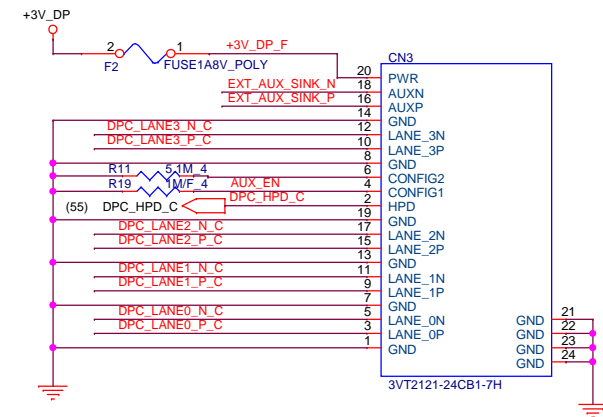 +3V_DP
2 1 +3V_DP_F
F2 FUSE1A8V_POLY
CN3
20 PWR
EXT_AUX_SINK_N 18 AUXN
EXT_AUX_SINK_P 16 AUXP
14 GND
DPC_LANE3_N_C 12 LANE_3N
DPC_LANE3_P_C 10 LANE_3P
8 GND
R11 5.1M_4 6 CONFIG2
R19 1M/F_4 AUX_EN 4 CONFIG1
(55) DPC_HPD_C DPC_HPD_C 2 HPD
19 GND
DPC_LANE2_N_C 17 LANE_2N
DPC_LANE2_P_C 15 LANE_2P
13 GND
DPC_LANE1_N_C 11 LANE_1N
DPC_LANE1_P_C 9 LANE_1P
7 GND
DPC_LANE0_N_C 5 LANE_0N GND 21
DPC_LANE0_P_C 3 LANE_0P GND 22
1 GND GND 23
GND 24
3VT2121-24CB1-7H